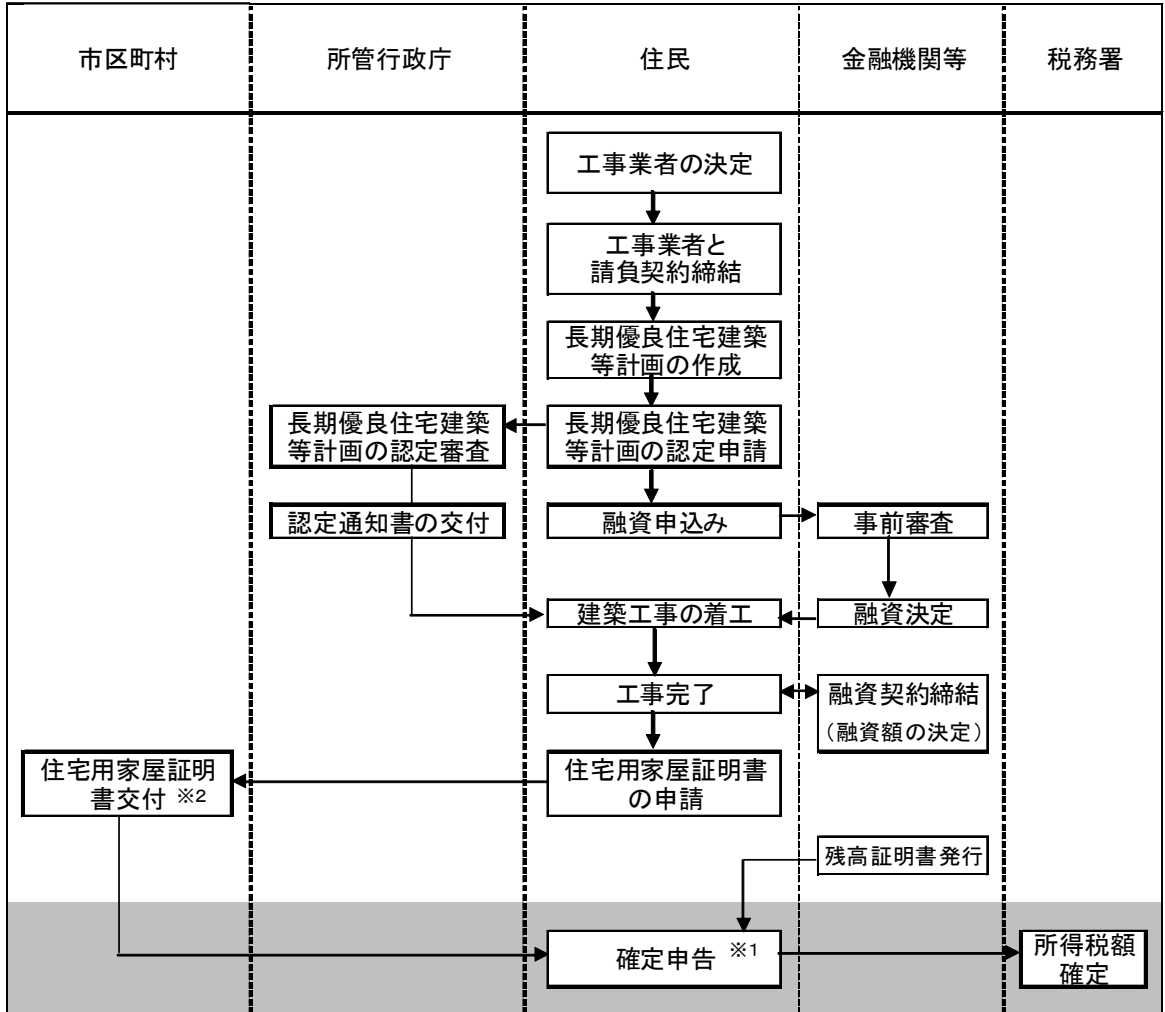 市区町村
所管行政庁
住民
金融機関等
税務署
工事業者の決定
工事業者と
請負契約締結
長期優良住宅建築
等計画の作成
長期優良住宅建築
等計画の認定審査
長期優良住宅建築
等計画の認定申請
認定通知書の交付
融資申込み
事前審査
建築工事の着工
融資決定
工事完了
融資契約締結
（融資額の決定）
住宅用家屋証明
書交付 ※2
住宅用家屋証明書
の申請
残高証明書発行
確定申告 ※1
所得税額
確定